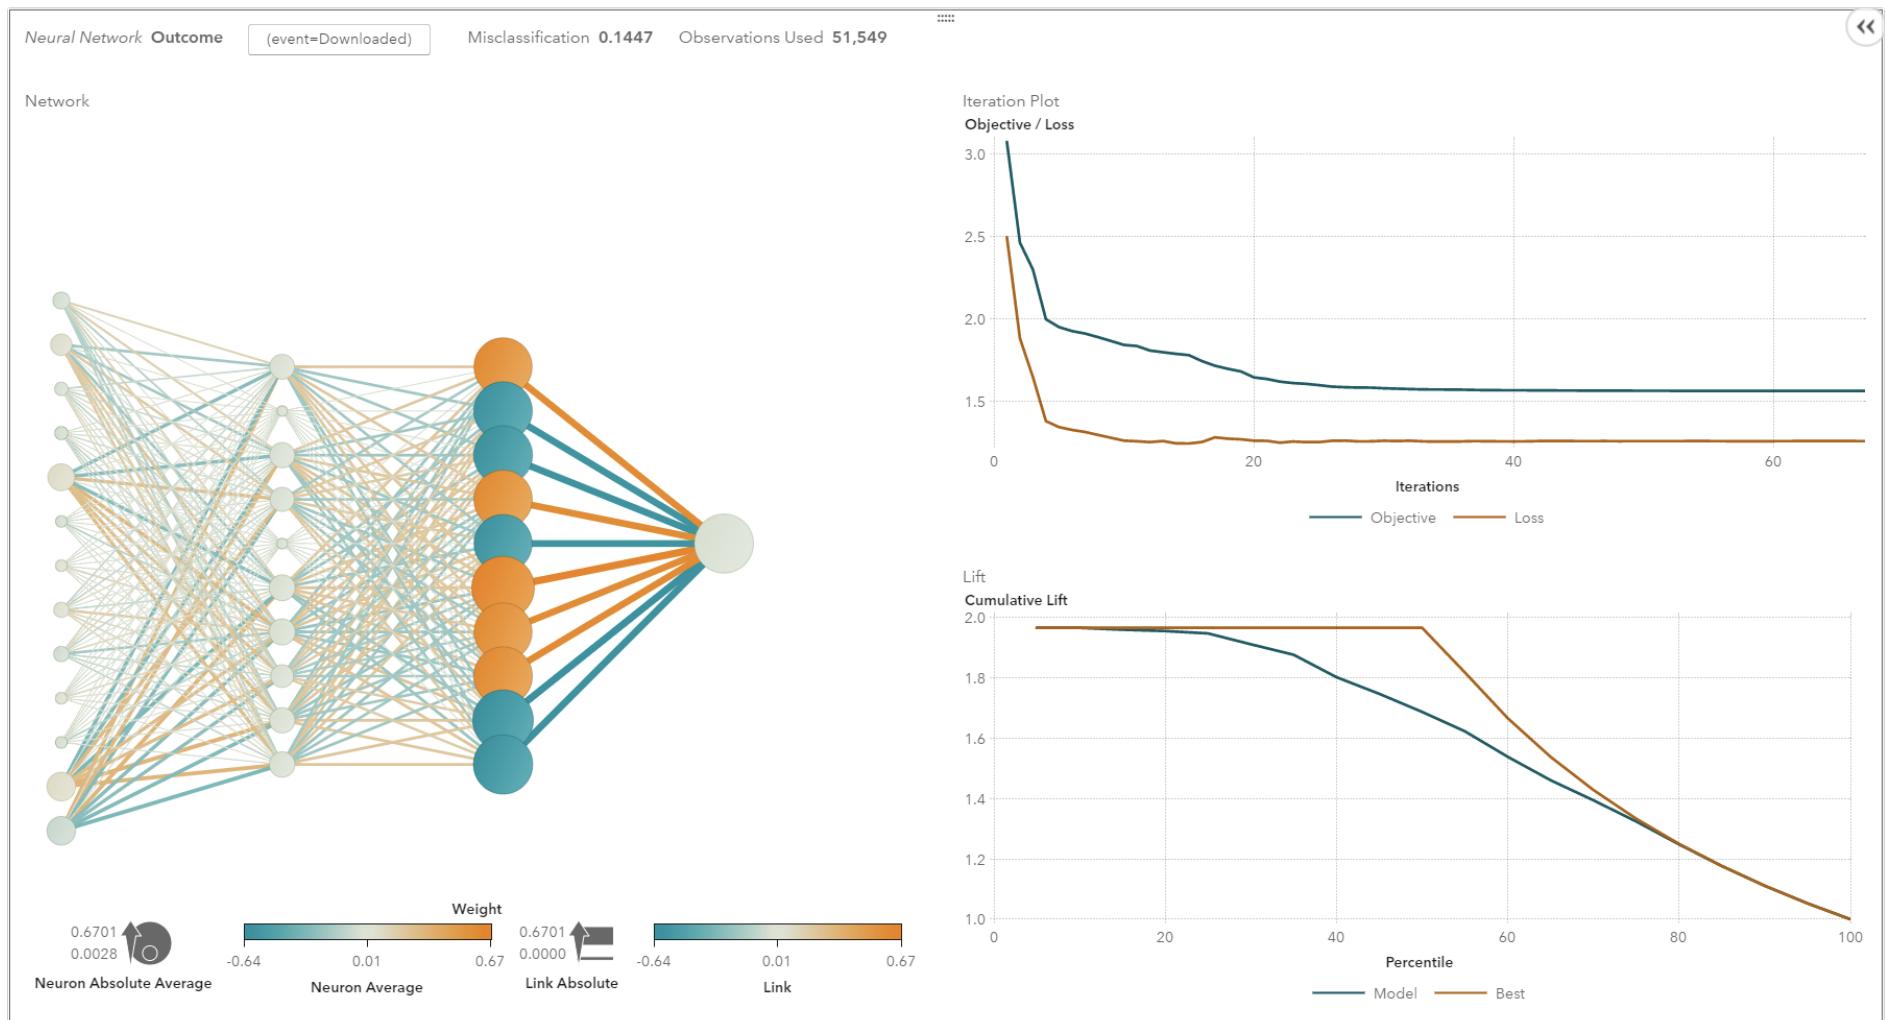 Neural Network Outcome (event=Downloaded) Misclassification 0.1447 Observations Used 51,549
Network
Weight
0.6701
0.0028
Neuron Absolute Average
-0.64 0.01 0.67
Neuron Average
0.6701
0.0000
Link Absolute
-0.64 0.01 0.67
Link
Iteration Plot
Objective / Loss
3.0
2.5
2.0
1.5
0 20 40 60
Iterations
Objective Loss
Lift
Cumulative Lift
2.0
1.8
1.6
1.4
1.2
1.0
0 20 40 60 80 100
Percentile
Model Best